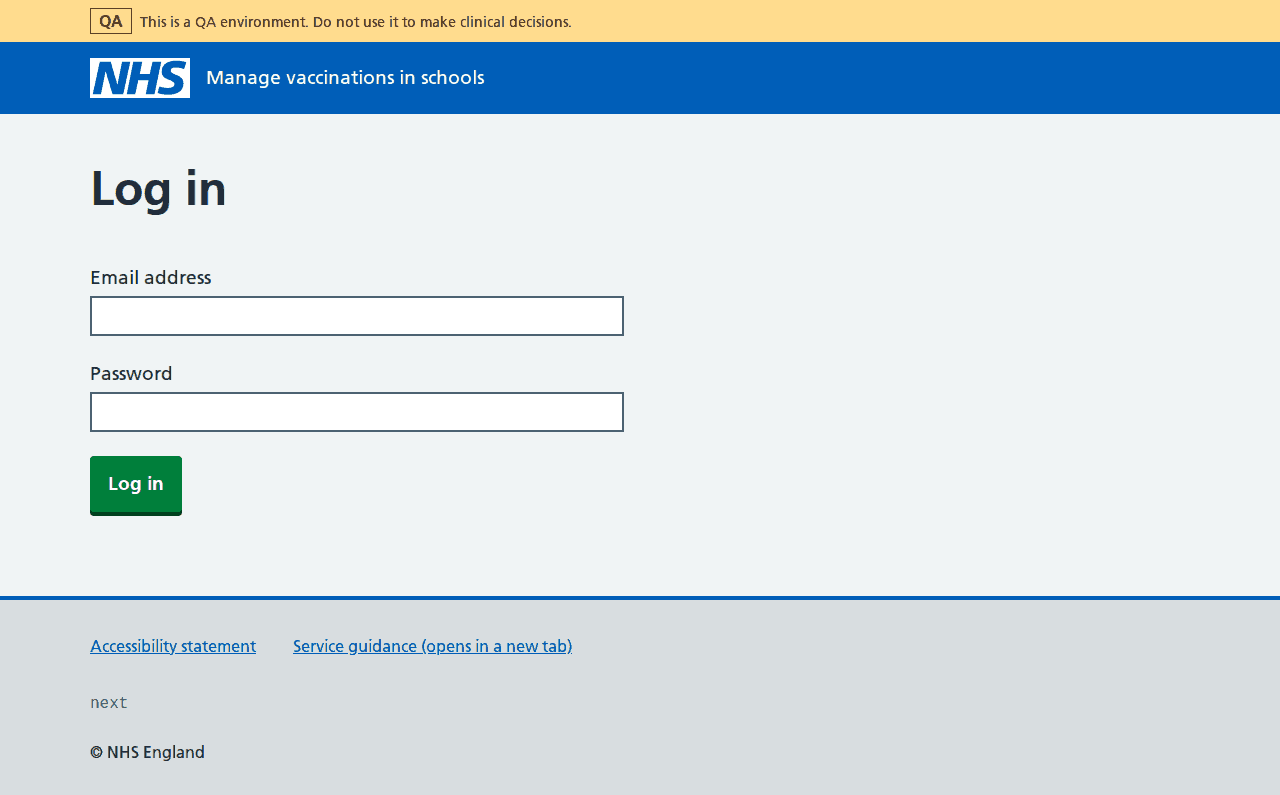 QA This is a QA environment. Do not use it to make clinical decisions.
NHS Manage vaccinations in schools
Log in
Email address
Password
Log in
Accessibility statement Service guidance (opens in a new tab)
next
© NHS England